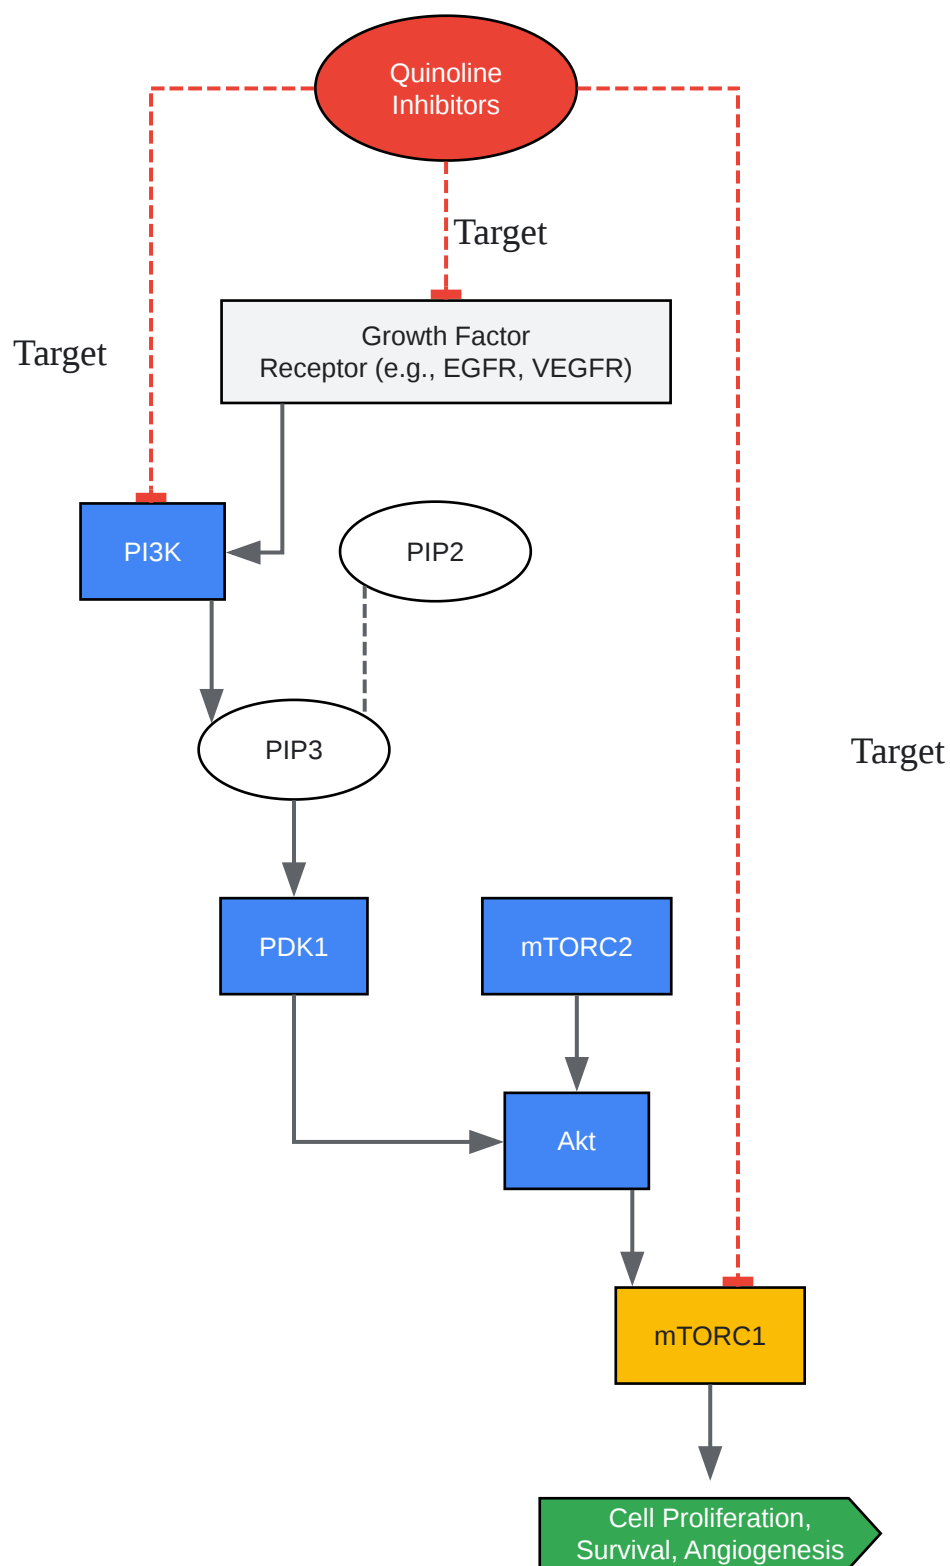 Quinoline
Inhibitors
Target
Growth Factor
Receptor (e.g., EGFR, VEGFR)
Target
PI3K
PIP2
PIP3
Target
PDK1
mTORC2
Akt
mTORC1
Cell Proliferation,
Survival, Angiogenesis